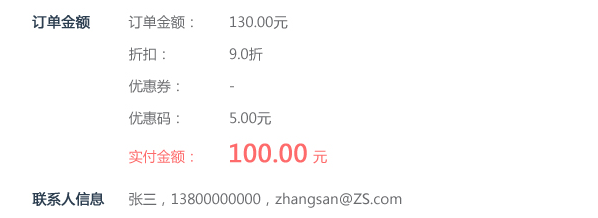 订单金额 订单金额： 130.00元
折扣： 9.0折
优惠券： -
优惠码： 5.00元
实付金额： 100.00 元
联系人信息 张三，13800000000，zhangsan@ZS.com